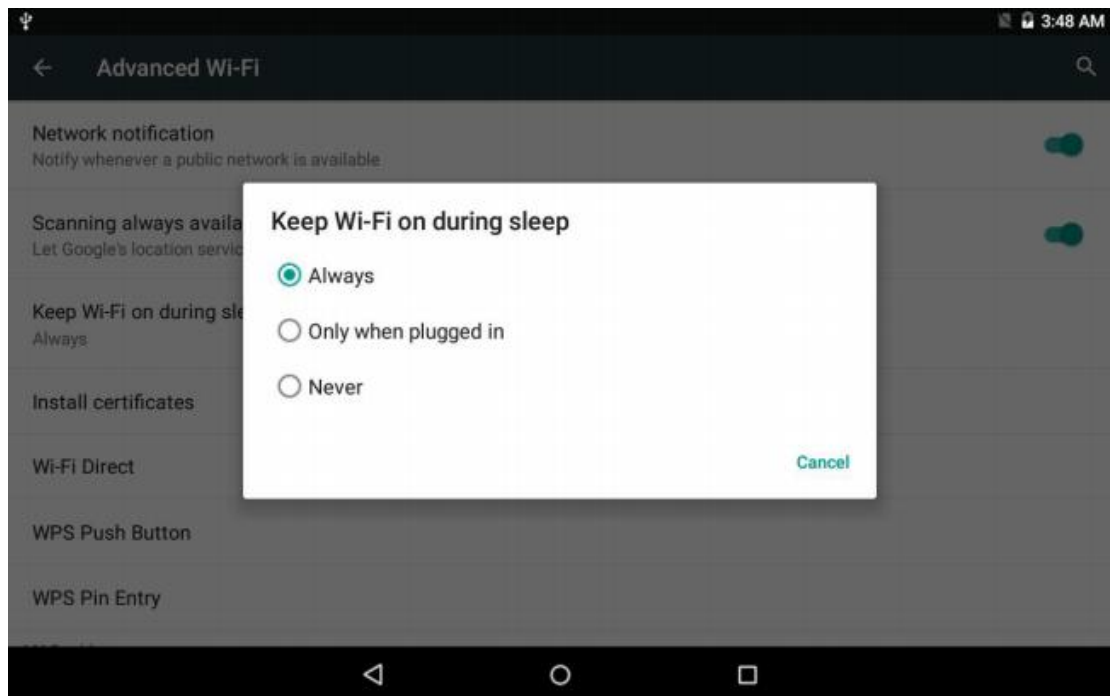 3:48 AM
Advanced Wi-Fi
Network notification
Notify whenever a public network is available
Scanning always availa
Let Google's location servic
Keep Wi-Fi on during sle
Always
Install certificates
Wi-Fi Direct
WPS Push Button
WPS Pin Entry
Keep Wi-Fi on during sleep
Always
Only when plugged in
Never
Cancel